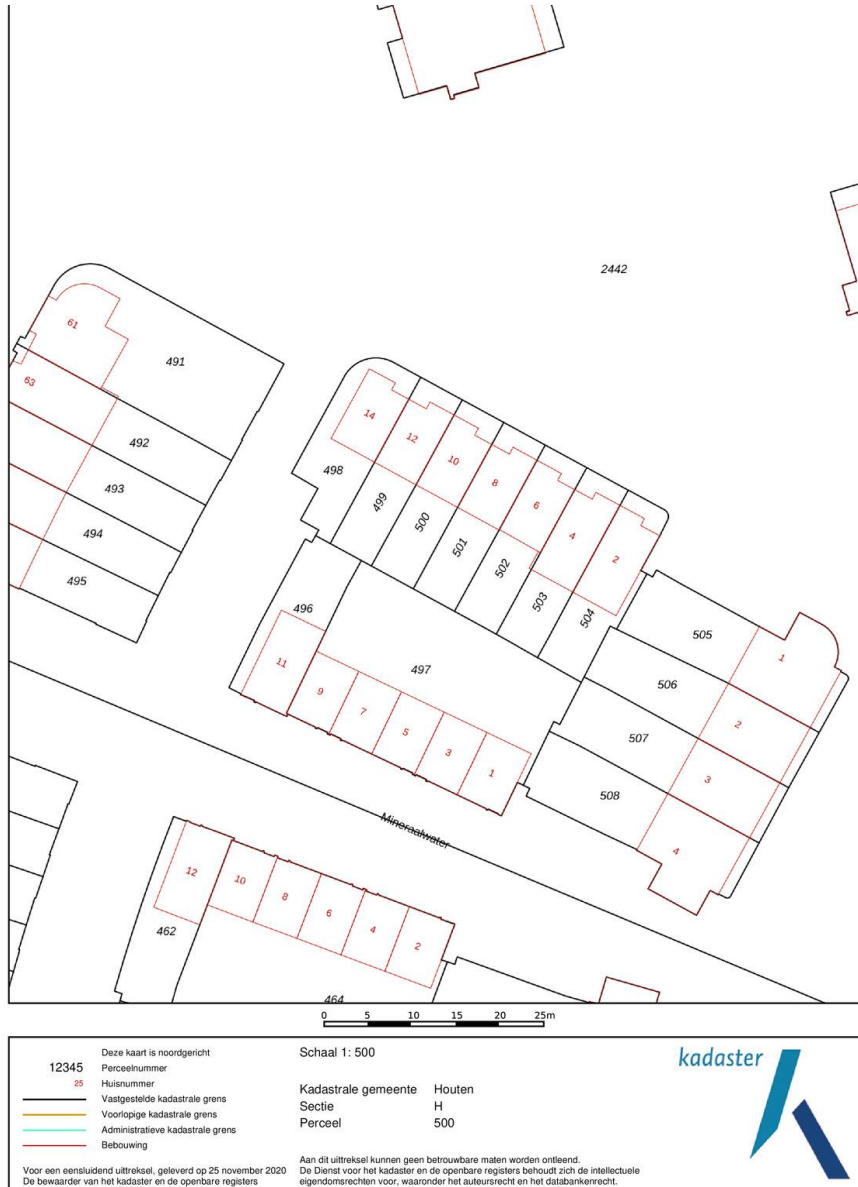 2442
61
491
63
14
12
492
10
498
8
493
499
6
500
4
494
501
2
495
502
503
496
504
505
1
11
497
506
9
7
2
507
5
3
3
1
508
Mineraalwater
4
12
10
8
6
462
4
2
464
0 5 10 15 20 25m
Deze kaart is noordgericht
12345 Perceelnummer
25 Huisnummer
Vastgestelde kadastrale grens
Voorlopige kadastrale grens
Administratieve kadastrale grens
Bebouwing
Voor een eensluidend uittreksel, geleverd op 25 november 2020
De bewaarder van het kadaster en de openbare registers
Schaal 1: 500
Kadastrale gemeente Houten
Sectie H
Perceel 500
Aan dit uittreksel kunnen geen betrouwbare maten worden ontleend.
De Dienst voor het kadaster en de openbare registers behoudt zich de intellectuele
eigendomsrechten voor, waaronder het auteursrecht en het databankenrecht.
kadaster